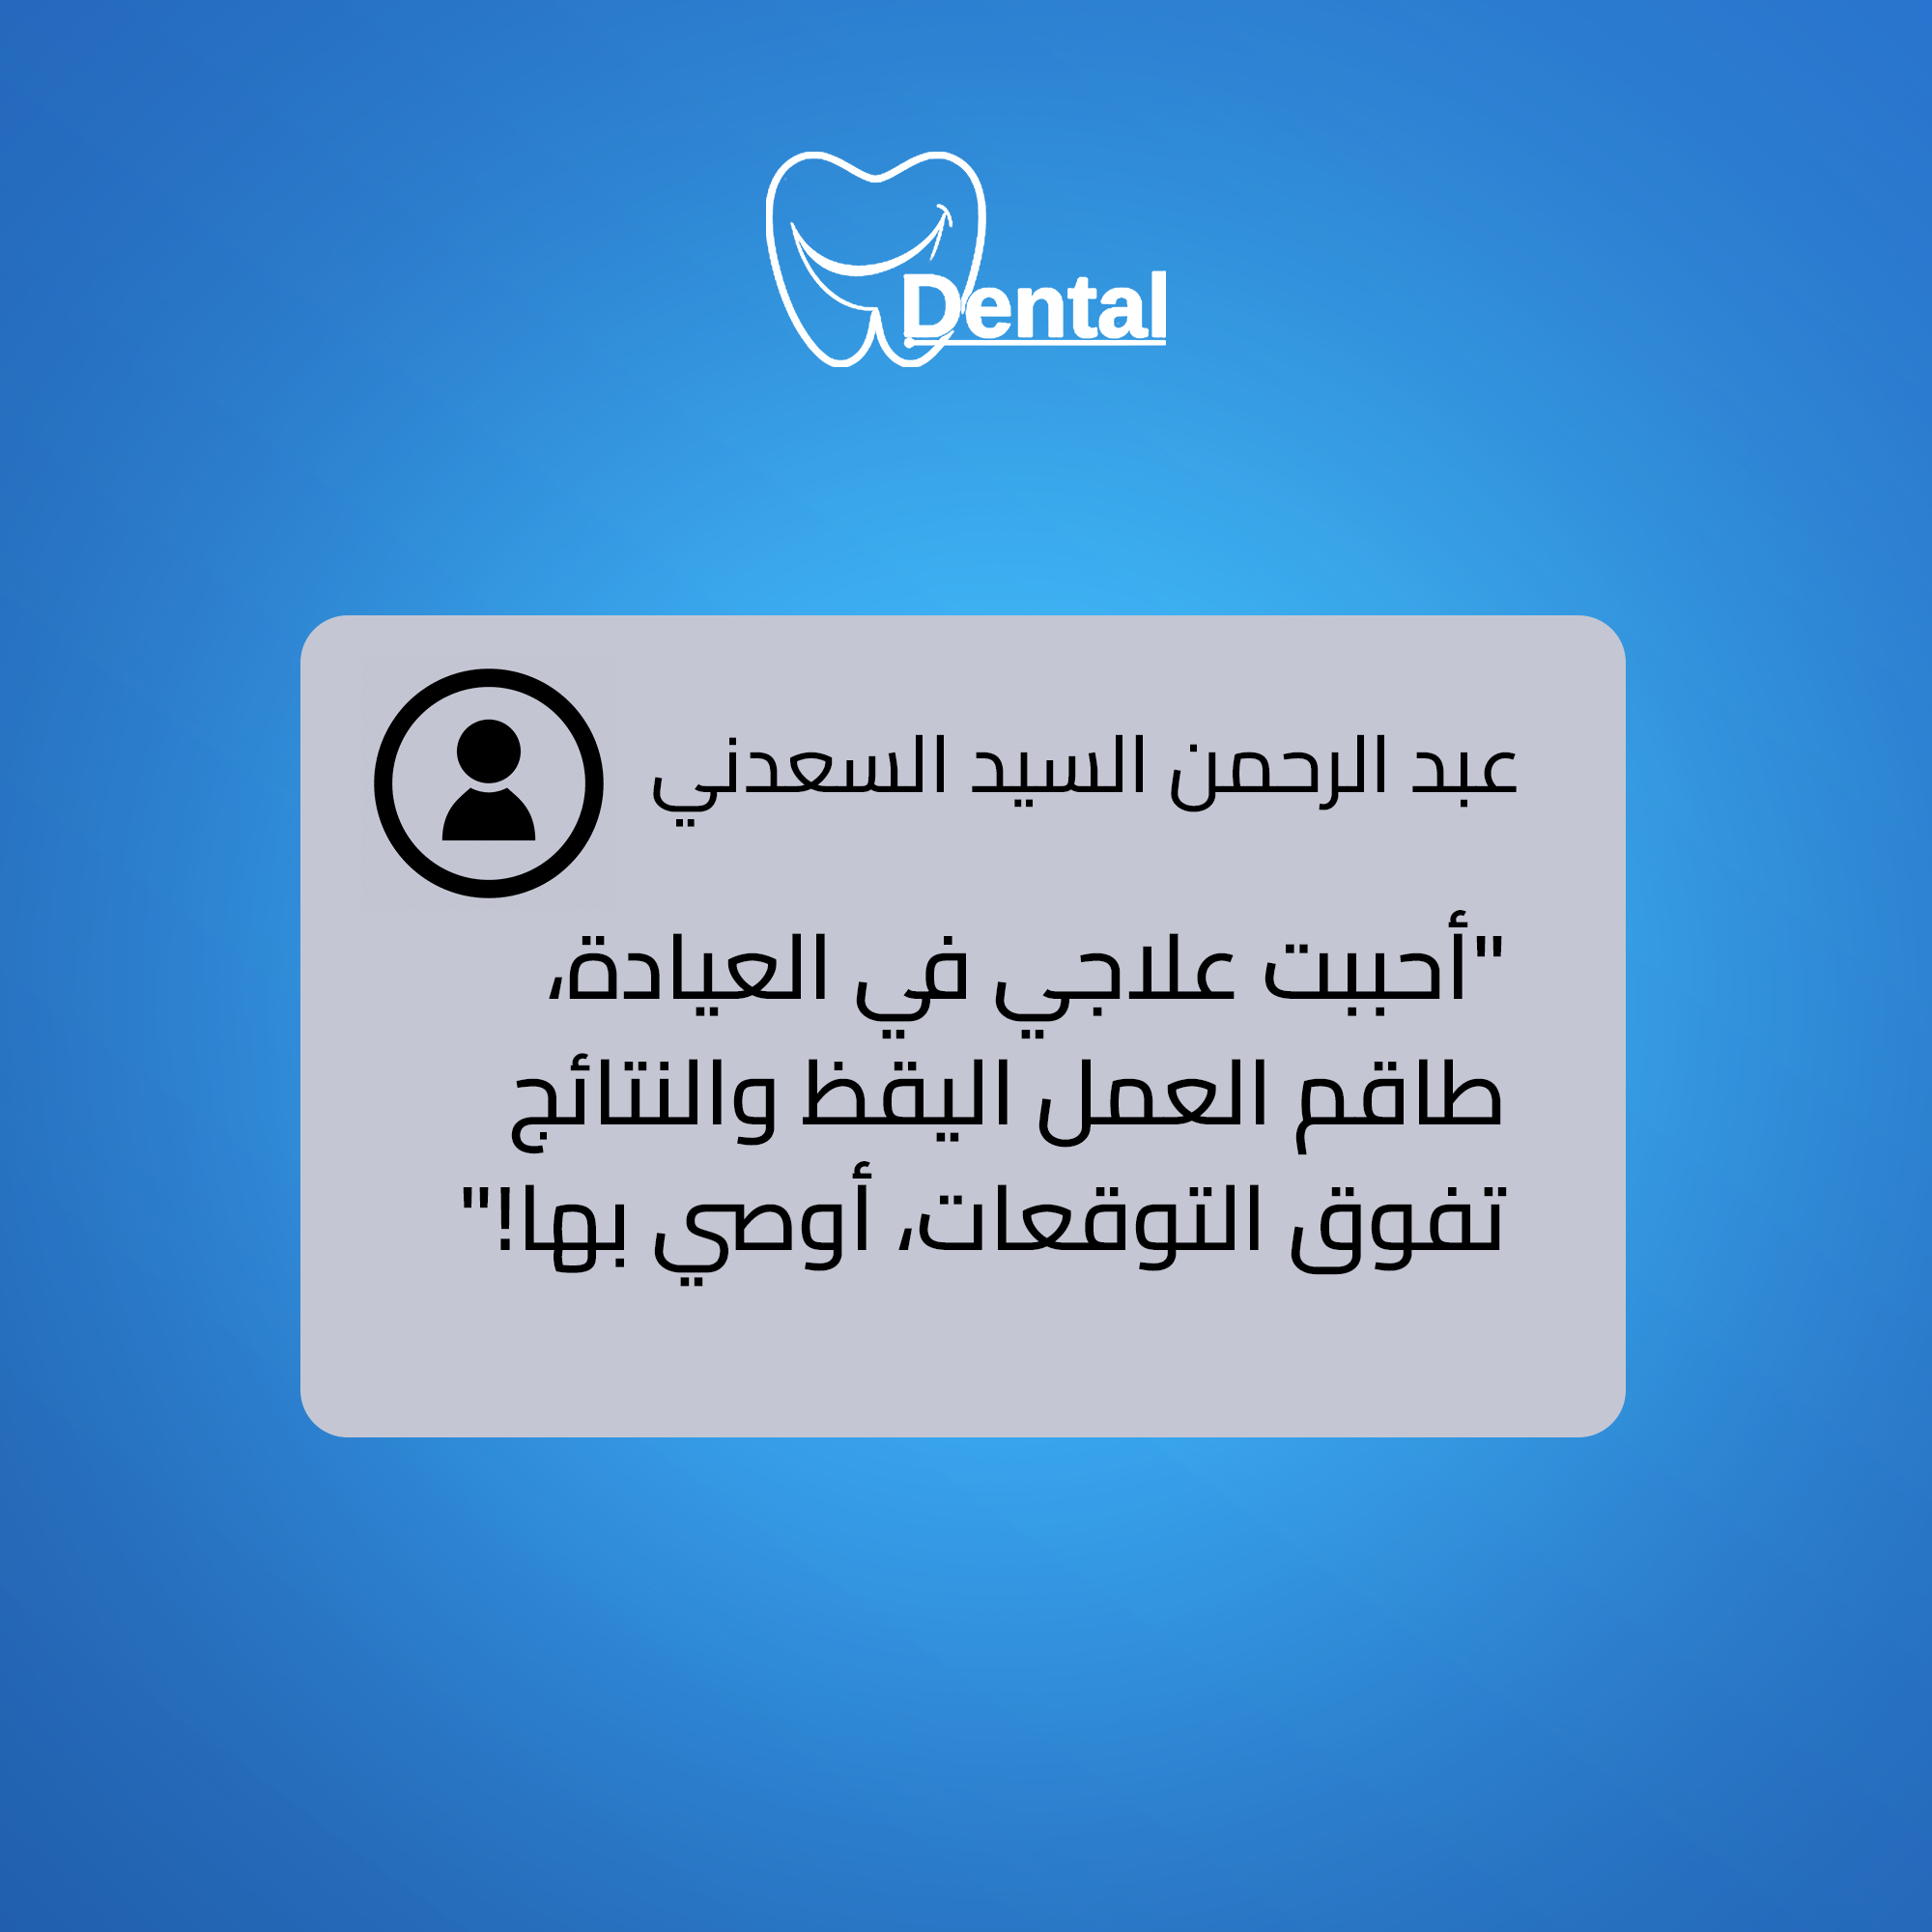 Dental
عبد الرحمن السيد السعدني
"أحببت علاجي في العيادة،
طاقم العمل اليقظ والنتائج
تفوق التوقعات، أوصي بها!"